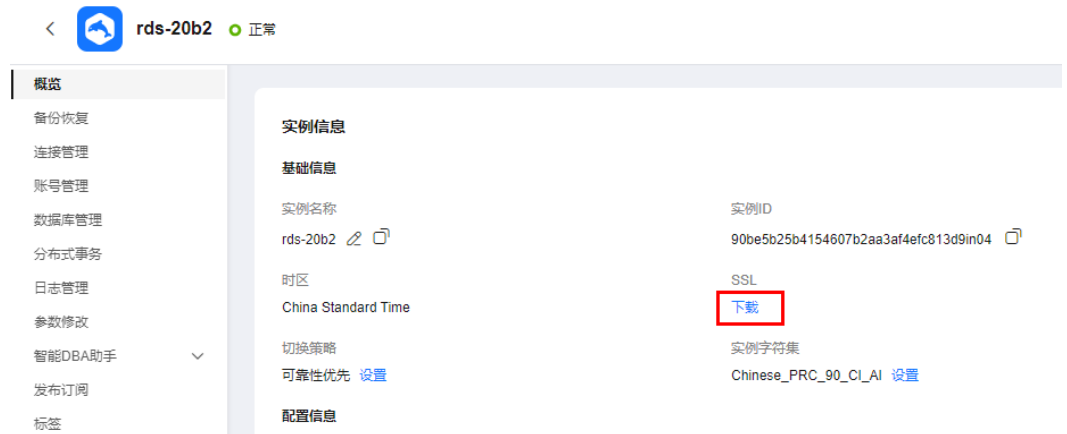 rds-20b2 正常
概览
备份恢复
连接管理
账号管理
数据库管理
分布式事务
日志管理
参数修改
智能DBA助手
发布订阅
标签
实例信息
基础信息
实例名称
rds-20b2
实例ID
90be5b25b4154607b2aa3af4efc813d9in04
时区
China Standard Time
SSL
下载
切换策略
可靠性优先 设置
实例字符集
Chinese_PRC_90_CI_AI 设置
配置信息